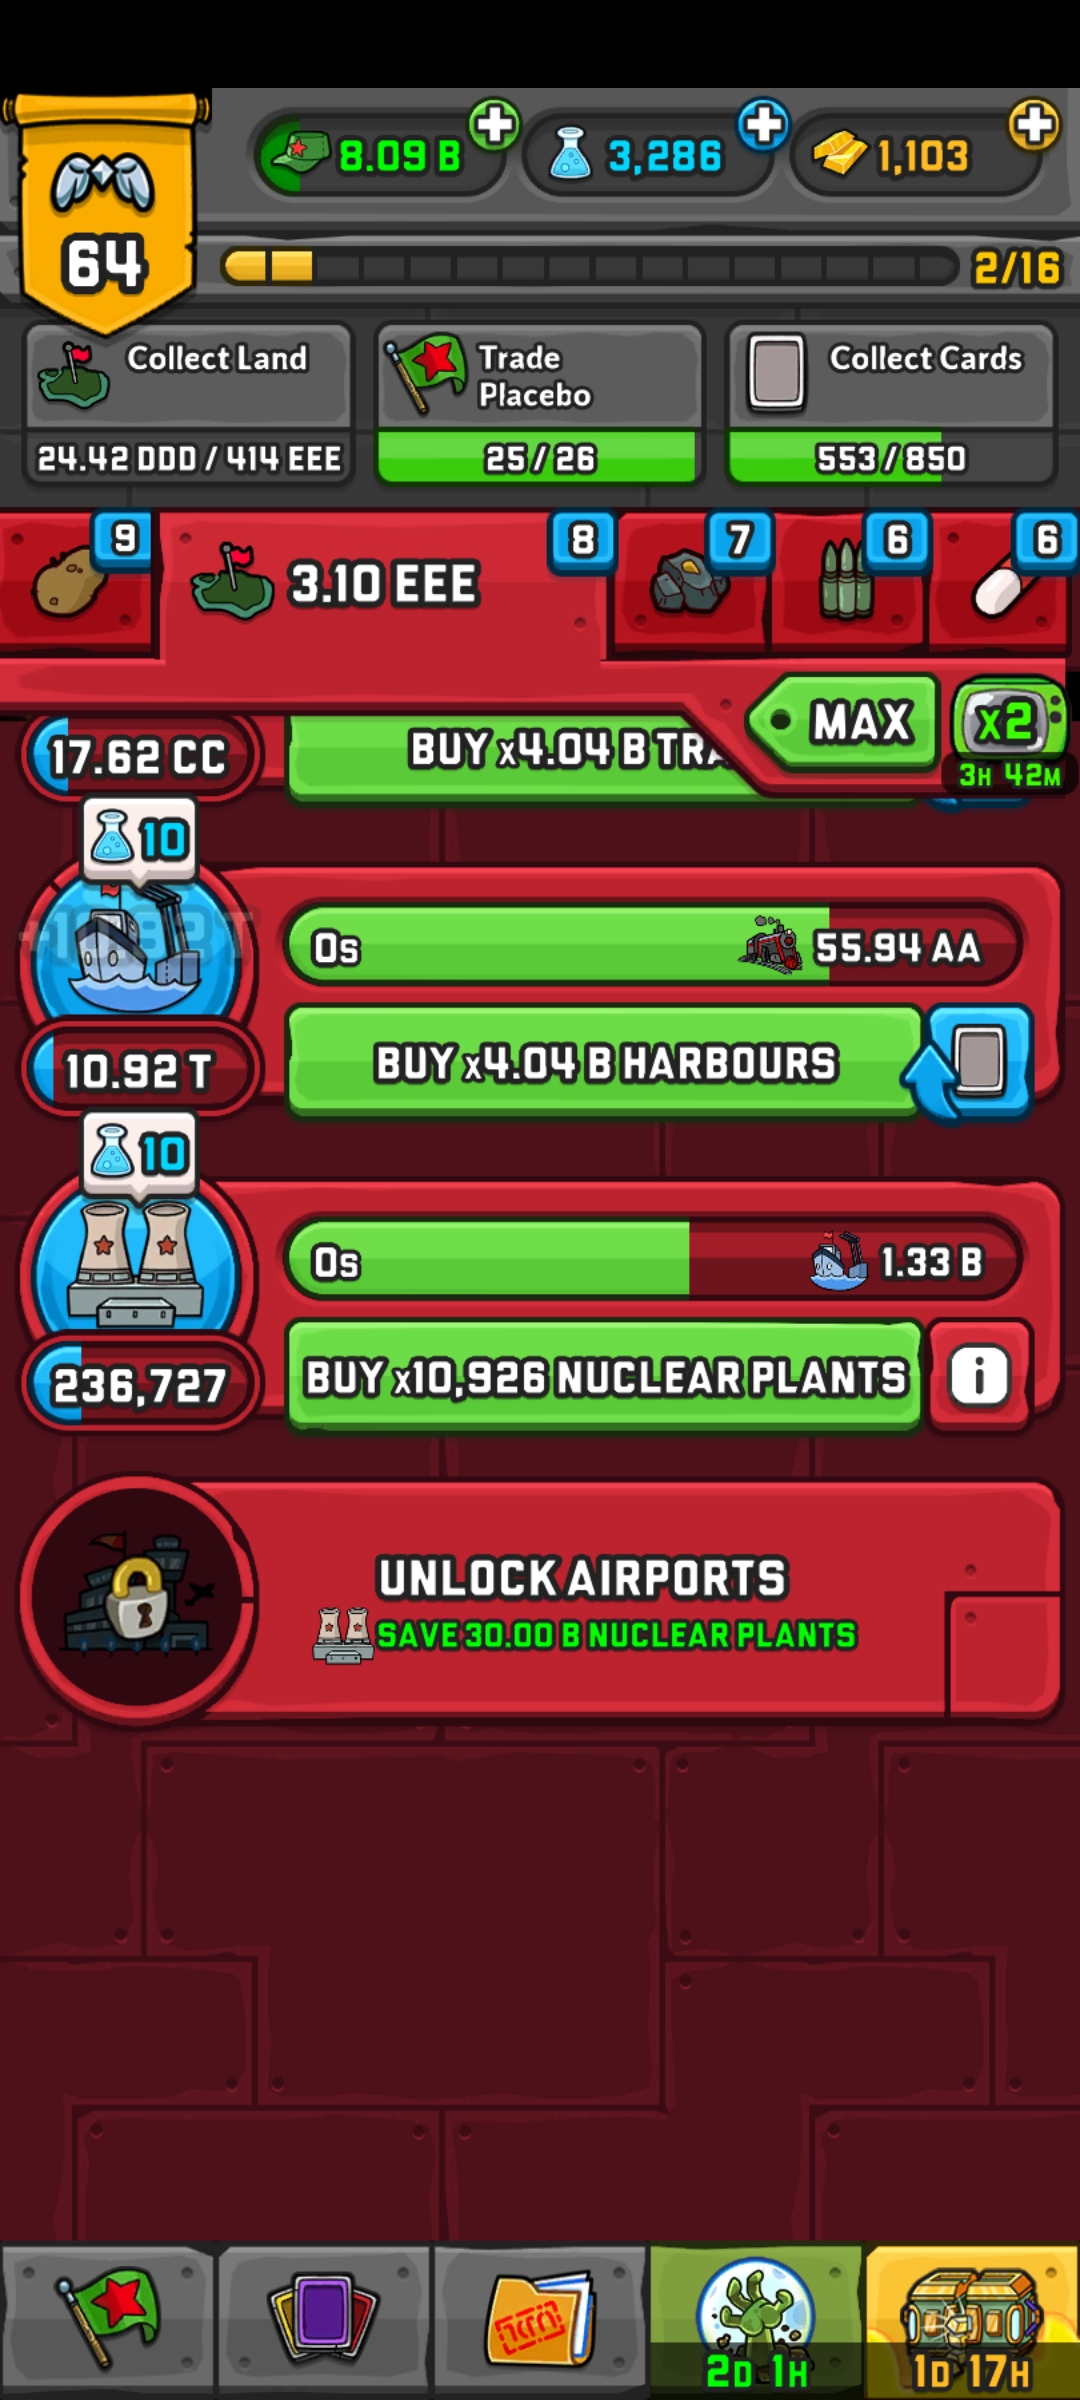 8.09 B
3,286
1,103
64
2/16
Collect Land
24.42 DDD / 414 EEE
Trade
Placebo
25 / 26
Collect Cards
553 / 850
9
3.10 EEE
8
7
6
6
MAX
x2
3H 42M
17.62 CC
BUY x4.04 B TRA
10
+10.92 T
0s
55.94 AA
10.92 T
BUY x4.04 B HARBOURS
10
0s
1.33 B
236,727
BUY x10,926 NUCLEAR PLANTS
i
UNLOCK AIRPORTS
SAVE 30.00 B NUCLEAR PLANTS
2D 1H
1D 17H